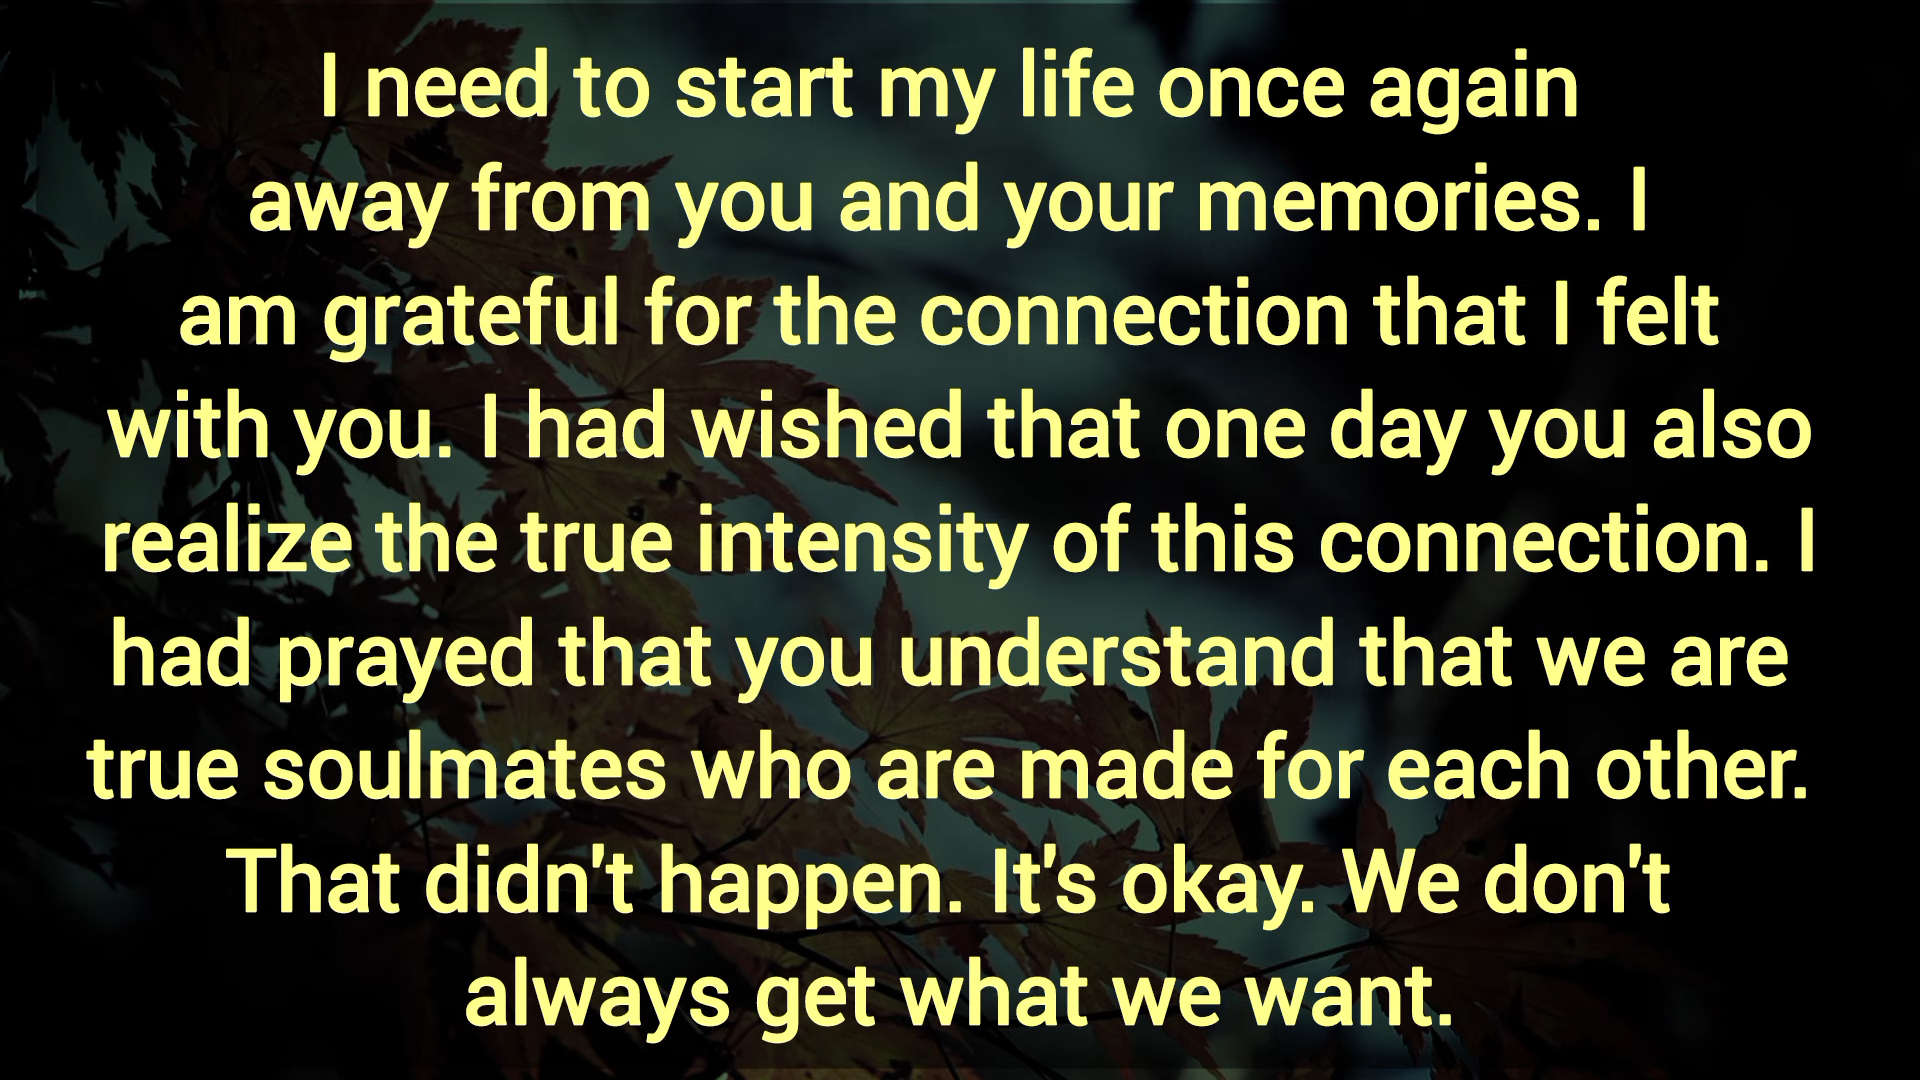 I need to start my life once again
away from you and your memories. I
am grateful for the connection that I felt
with you. I had wished that one day you also
realize the true intensity of this connection. I
had prayed that you understand that we are
true soulmates who are made for each other.
That didn't happen. It's okay. We don't
always get what we want.